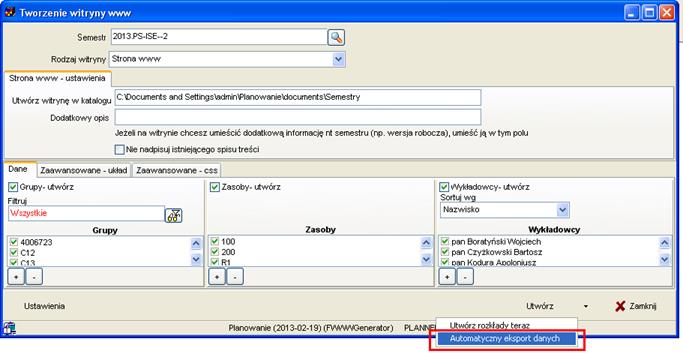 Tworzenie witryny www
Semestr 2013.PS-ISE--2
Rodzaj witryny Strona www
Strona www - ustawienia
Utwórz witrynę w katalogu C:\Documents and Settings\admin\Planowanie\documents\Semestry
Dodatkowy opis
Jeżeli na witrynie chcesz umieścić dodatkową informację nt semestru (np. wersja robocza), umieść ją w tym polu
Nie nadpisuj istniejącego spisu treści
Dane Zaawansowane - układ Zaawansowane - css
Grupy- utwórz
Filtruj
Wszystkie
Grupy
4006723
C12
C13
+ -
Zasoby- utwórz
Zasoby
100
200
R1
+ -
Wykładowcy- utwórz
Sortuj wg
Nazwisko
Wykładowcy
pan Boratyński Wojciech
pan Czyżkowski Bartosz
pan Kodura Apoloniusz
+ -
Ustawienia Utwórz Zamknij
Planowanie (2013-02-19) (FWWWGenerator) PLANNE
Utwórz rozkłady teraz
Automatyczny eksport danych